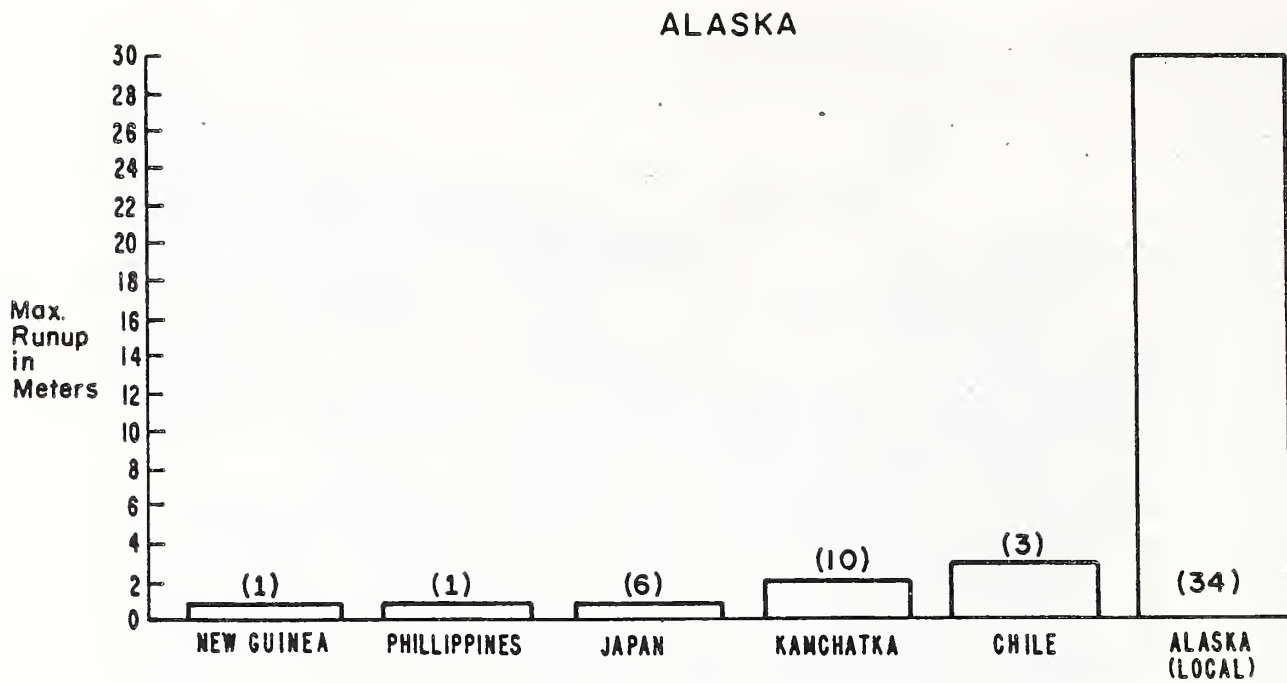 ALASKA
30
28
26
24
22
20
18
16
14
12
10
8
6
4
2
0
Max.
Runup
in
Meters
(1)
(1)
(6)
(10)
(3)
(34)
NEW GUINEA
PHILLIPPINES
JAPAN
KAMCHATKA
CHILE
ALASKA
(LOCAL)